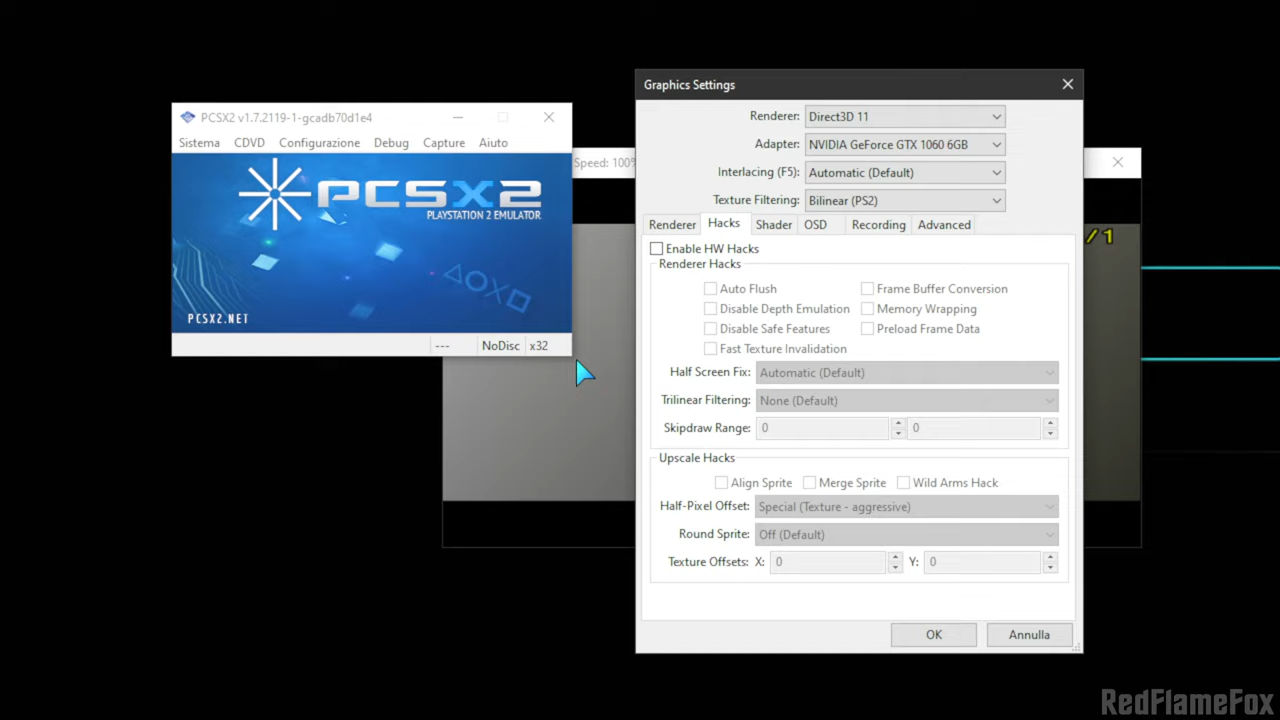 PCSX2 v1.7.2119-1-gcadb70d1e4
Sistema CDVD Configurazione Debug Capture Aiuto
PCSX2
PLAYSTATION 2 EMULATOR
PCSX2.NET
--- NoDisc x32
Speed: 100%
/1
Graphics Settings
Renderer: Direct3D 11
Adapter: NVIDIA GeForce GTX 1060 6GB
Interlacing (F5): Automatic (Default)
Texture Filtering: Bilinear (PS2)
Renderer Hacks Shader OSD Recording Advanced
Enable HW Hacks
Renderer Hacks
Auto Flush Frame Buffer Conversion
Disable Depth Emulation Memory Wrapping
Disable Safe Features Preload Frame Data
Fast Texture Invalidation
Half Screen Fix: Automatic (Default)
Trilinear Filtering: None (Default)
Skipdraw Range: 0 0
Upscale Hacks
Align Sprite Merge Sprite Wild Arms Hack
Half-Pixel Offset: Special (Texture - aggressive)
Round Sprite: Off (Default)
Texture Offsets: X: 0 Y: 0
OK Annulla
RedFlameFox